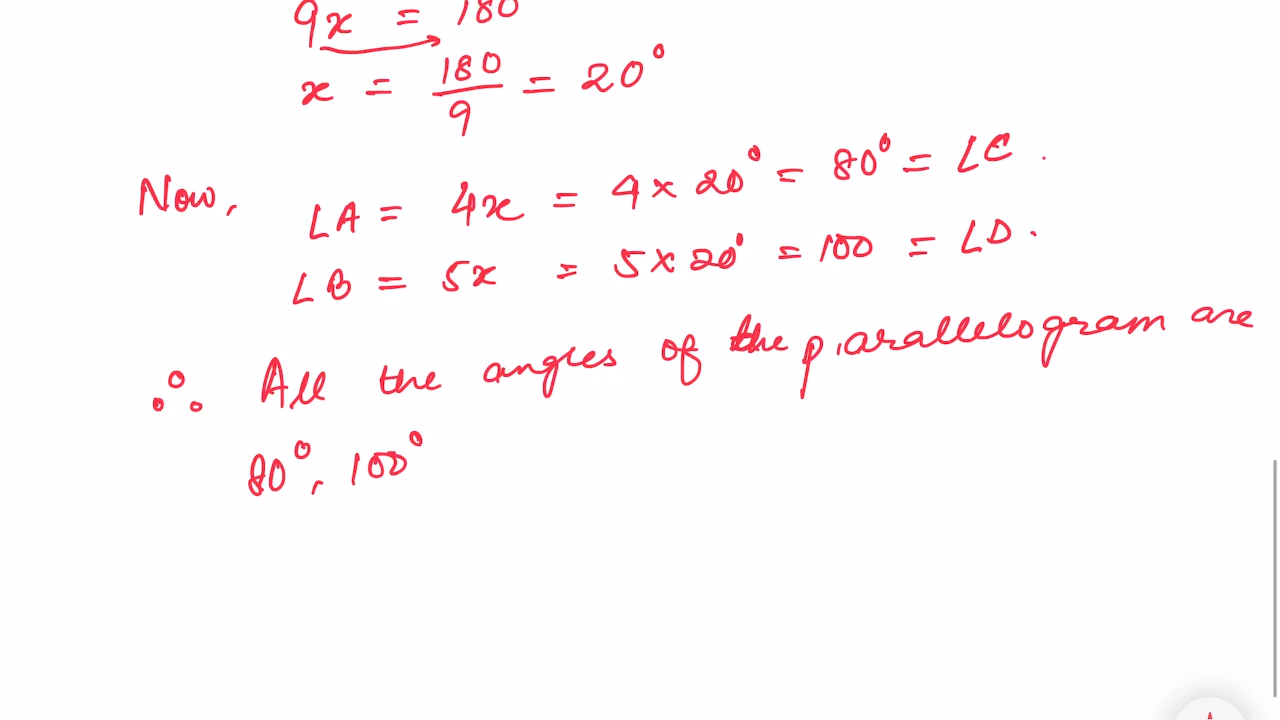 9x = 180
x = 180/9 = 20°
Now, ∠A = 4x = 4 × 20° = 80° = ∠C.
∠B = 5x = 5 × 20° = 100 = ∠D.
∴ All the angles of the parallelogram are
80°, 100°